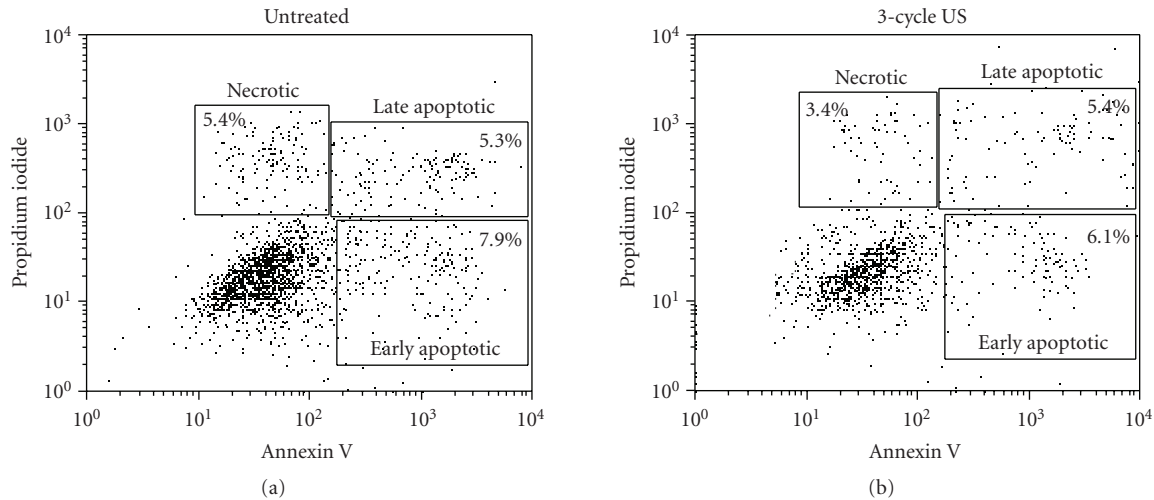 Untreated
10⁴
10³
10²
10¹
10⁰
Propidium iodide
Necrotic
5.4%
Late apoptotic
5.3%
7.9%
Early apoptotic
10⁰ 10¹ 10² 10³ 10⁴
Annexin V
(a)
3-cycle US
10⁴
10³
10²
10¹
10⁰
Propidium iodide
Necrotic
3.4%
Late apoptotic
5.4%
6.1%
Early apoptotic
10⁰ 10¹ 10² 10³ 10⁴
Annexin V
(b)